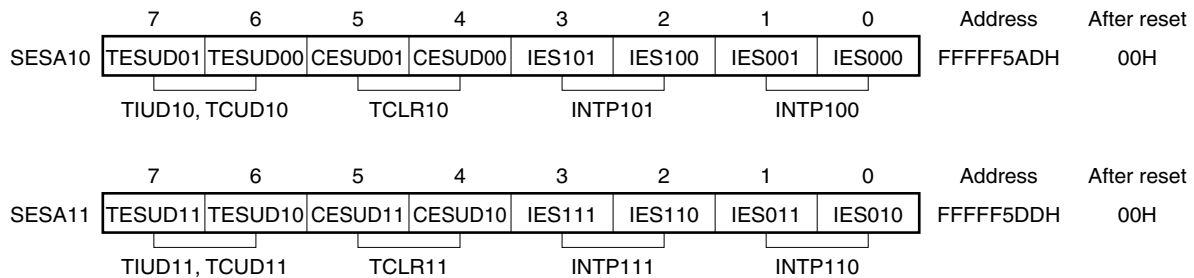 7 6 5 4 3 2 1 0 Address After reset
SESA10 TESUD01 TESUD00 CESUD01 CESUD00 IES101 IES100 IES001 IES000 FFFFF5ADH 00H
TIUD10, TCUD10 TCLR10 INTP101 INTP100
7 6 5 4 3 2 1 0 Address After reset
SESA11 TESUD11 TESUD10 CESUD11 CESUD10 IES111 IES110 IES011 IES010 FFFFF5DDH 00H
TIUD11, TCUD11 TCLR11 INTP111 INTP110